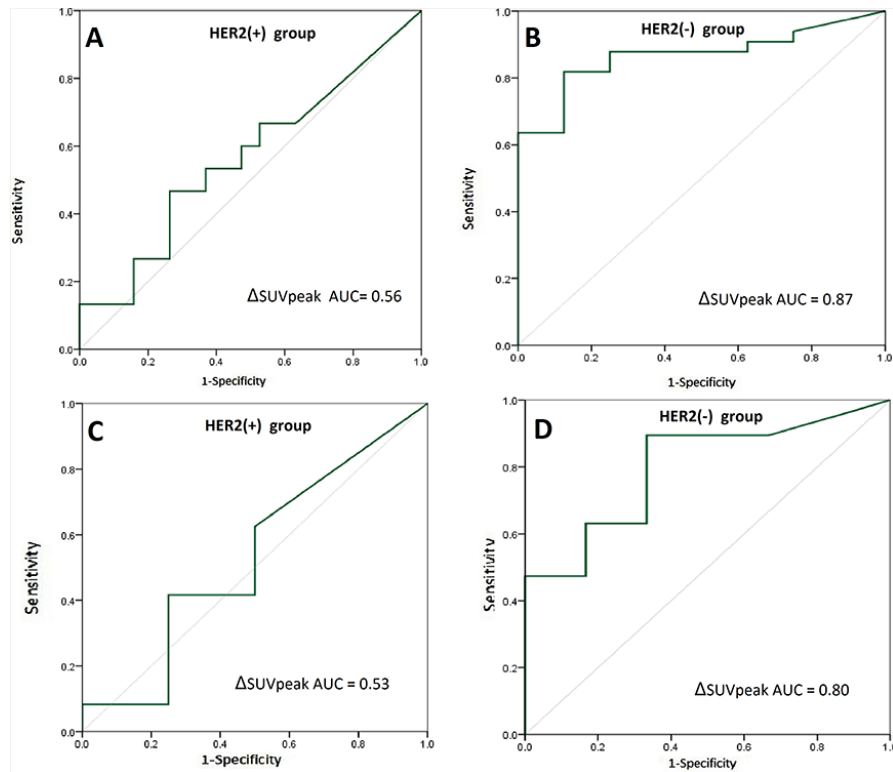 A
HER2(+) group
1.0
0.8
0.6
0.4
0.2
0.0
Sensitivity
ΔSUVpeak AUC= 0.56
0.0 0.2 0.4 0.6 0.8 1.0
1-Specificity
B
HER2(-) group
1.0
0.8
0.6
0.4
0.2
0.0
Sensitivity
ΔSUVpeak AUC = 0.87
0.0 0.2 0.4 0.6 0.8 1.0
1-Specificity
C
HER2(+) group
1.0
0.8
0.6
0.4
0.2
0.0
Sensitivity
ΔSUVpeak AUC = 0.53
0.0 0.2 0.4 0.6 0.8 1.0
1-Specificity
D
HER2(-) group
1.0
0.8
0.6
0.4
0.2
0.0
Sensitivity
ΔSUVpeak AUC = 0.80
0.0 0.2 0.4 0.6 0.8 1.0
1-Specificity